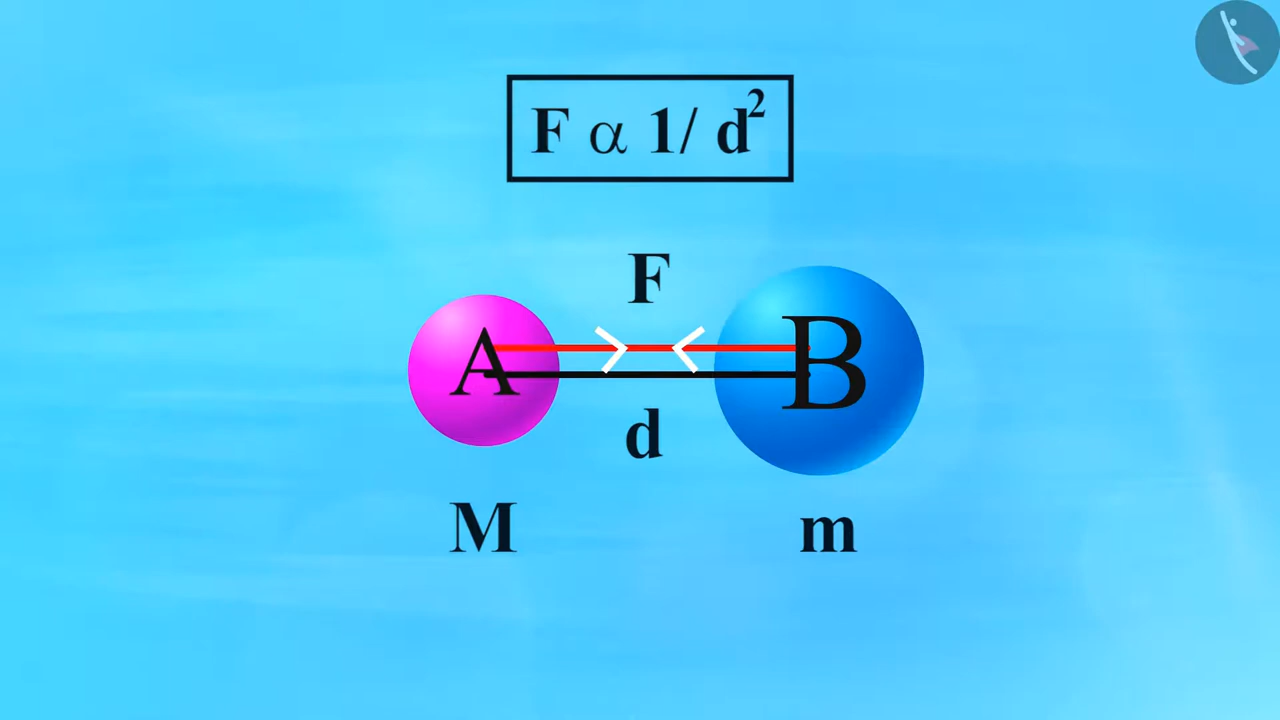 F α 1/ d²
F
A B
d
M m